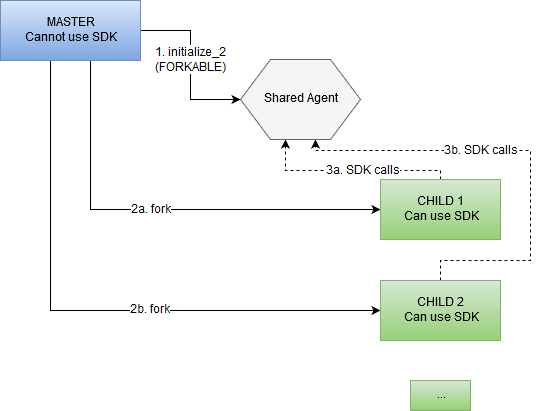 MASTER
Cannot use SDK
1. initialize_2
(FORKABLE)
Shared Agent
3b. SDK calls
3a. SDK calls
CHILD 1
Can use SDK
2a. fork
CHILD 2
Can use SDK
2b. fork
...